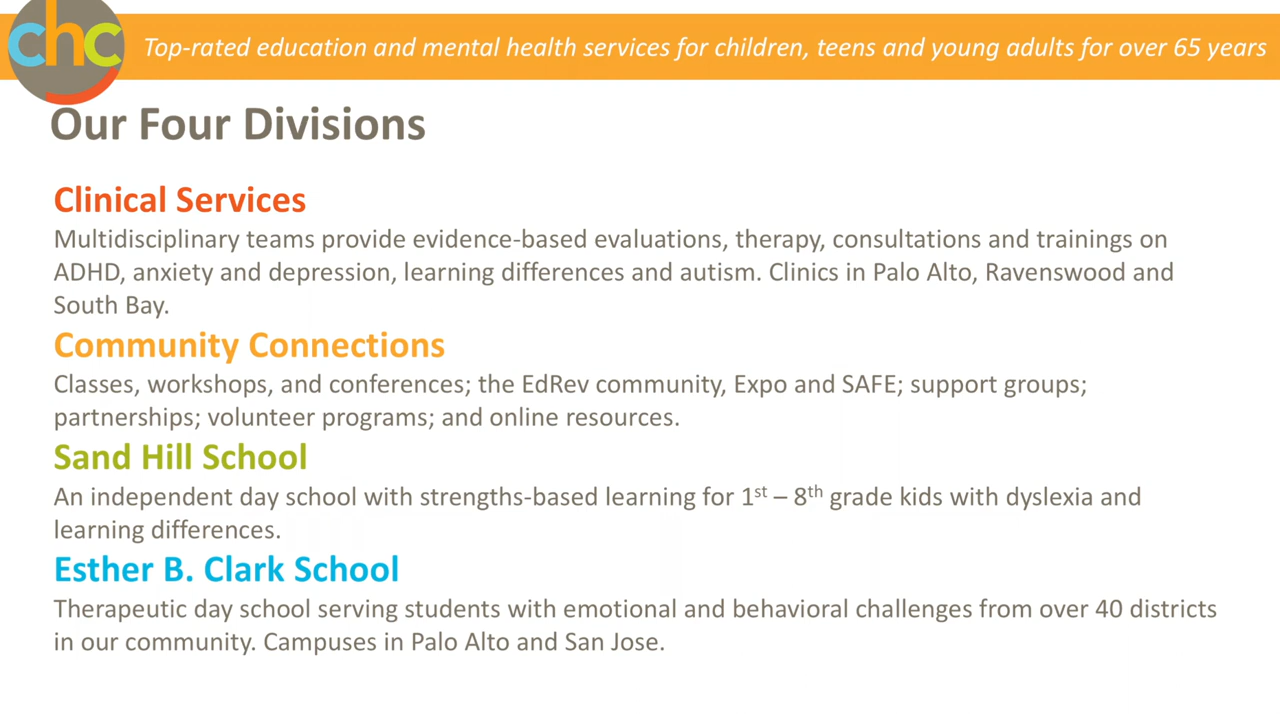 chc
Top-rated education and mental health services for children, teens and young adults for over 65 years
Our Four Divisions
Clinical Services
Multidisciplinary teams provide evidence-based evaluations, therapy, consultations and trainings on
ADHD, anxiety and depression, learning differences and autism. Clinics in Palo Alto, Ravenswood and
South Bay.
Community Connections
Classes, workshops, and conferences; the EdRev community, Expo and SAFE; support groups;
partnerships; volunteer programs; and online resources.
Sand Hill School
An independent day school with strengths-based learning for 1st – 8th grade kids with dyslexia and
learning differences.
Esther B. Clark School
Therapeutic day school serving students with emotional and behavioral challenges from over 40 districts
in our community. Campuses in Palo Alto and San Jose.